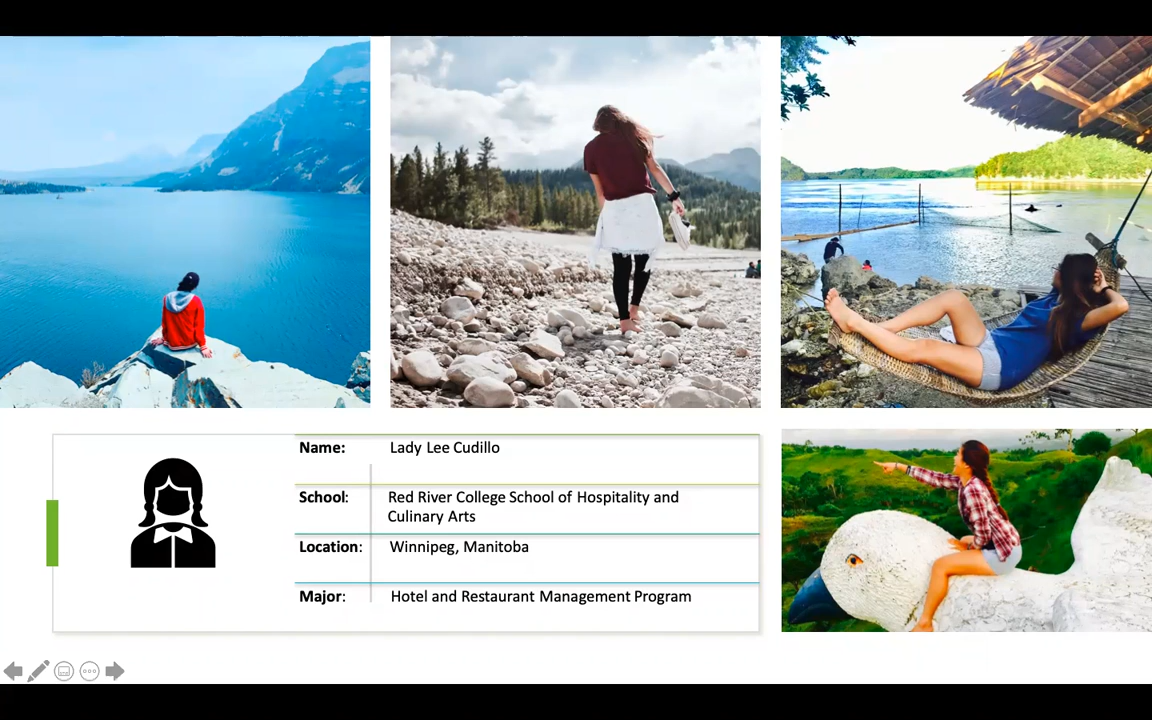 Name: Lady Lee Cudillo
School: Red River College School of Hospitality and
Culinary Arts
Location: Winnipeg, Manitoba
Major: Hotel and Restaurant Management Program